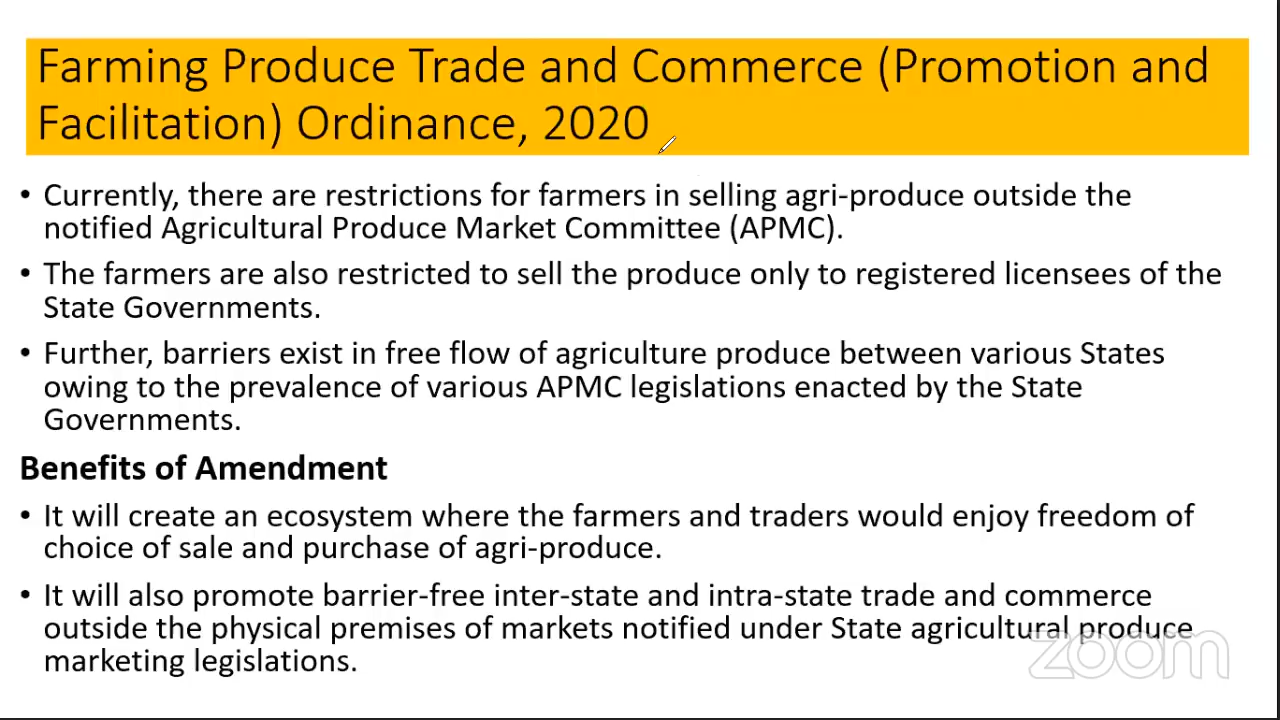 Farming Produce Trade and Commerce (Promotion and
Facilitation) Ordinance, 2020
• Currently, there are restrictions for farmers in selling agri-produce outside the
notified Agricultural Produce Market Committee (APMC).
• The farmers are also restricted to sell the produce only to registered licensees of the
State Governments.
• Further, barriers exist in free flow of agriculture produce between various States
owing to the prevalence of various APMC legislations enacted by the State
Governments.
Benefits of Amendment
• It will create an ecosystem where the farmers and traders would enjoy freedom of
choice of sale and purchase of agri-produce.
• It will also promote barrier-free inter-state and intra-state trade and commerce
outside the physical premises of markets notified under State agricultural produce
marketing legislations.
zoom